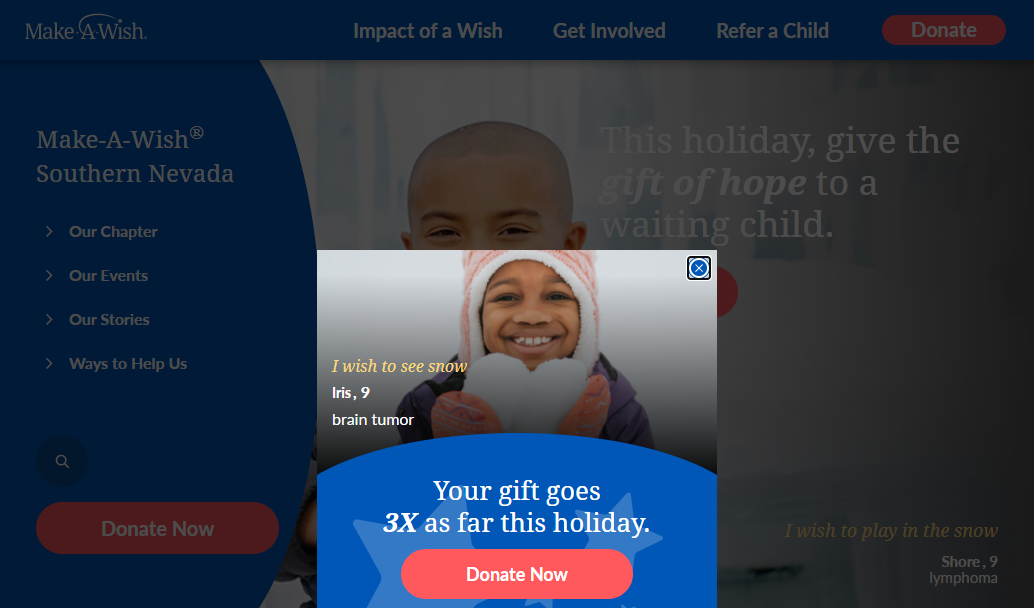 Make-A-Wish.
Impact of a Wish
Get Involved
Refer a Child
Donate
Make-A-Wish®
Southern Nevada
Our Chapter
Our Events
Our Stories
Ways to Help Us
Donate Now
This holiday, give the
gift of hope to a
waiting child.
I wish to see snow
Iris, 9
brain tumor
Your gift goes
3X as far this holiday.
Donate Now
I wish to play in the snow
Shore, 9
lymphoma